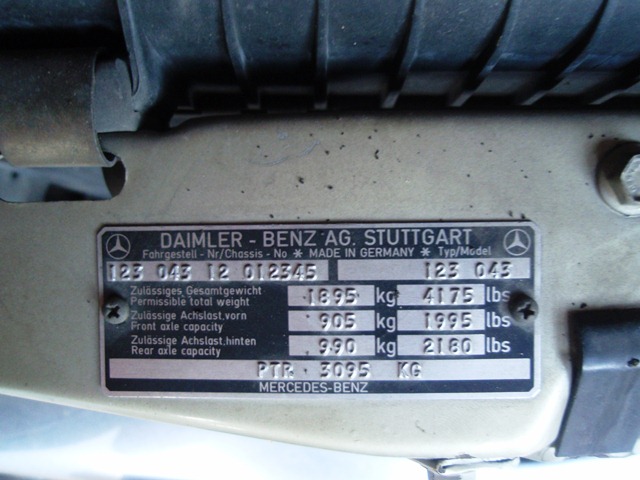 DAIMLER - BENZ AG. STUTTGART
Fahrgestell - Nr/Chassis - No * MADE IN GERMANY * Typ/Model
123 043 12 012345 123 043
Zulässiges Gesamtgewicht
Permissible total weight 1895 kg 4175 lbs
Zulässige Achslast, vorn
Front axle capacity 905 kg 1995 lbs
Zulässige Achslast, hinten
Rear axle capacity 990 kg 2180 lbs
PTR. 3095 KG
MERCEDES-BENZ